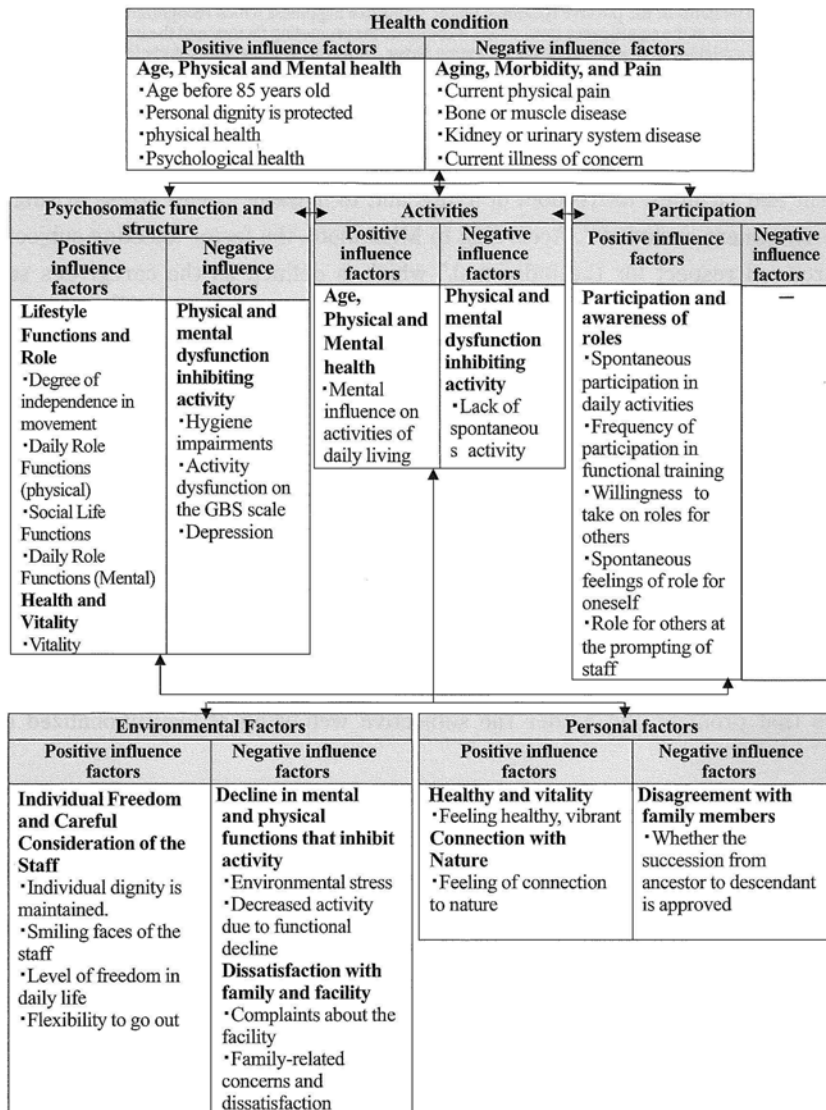 Health condition
Positive influence factors
Negative influence factors
Age, Physical and Mental health
・Age before 85 years old
・Personal dignity is protected
・physical health
・Psychological health
Aging, Morbidity, and Pain
・Current physical pain
・Bone or muscle disease
・Kidney or urinary system disease
・Current illness of concern
Psychosomatic function and
structure
Positive
influence
factors
Negative
influence
factors
Lifestyle
Functions and
Role
・Degree of
independence in
movement
・Daily Role
Functions
(physical)
・Social Life
Functions
・Daily Role
Functions (Mental)
Health and
Vitality
・Vitality
Physical and
mental
dysfunction
inhibiting
activity
・Hygiene
impairments
・Activity
dysfunction on
the GBS scale
・Depression
Activities
Positive
influence
factors
Negative
influence
factors
Age,
Physical and
Mental
health
・Mental
influence on
activities of
daily living
Physical and
mental
dysfunction
inhibiting
activity
・Lack of
spontaneou
s activity
Participation
Positive influence
factors
Negative
influence
factors
Participation and
awareness of
roles
・Spontaneous
participation in
daily activities
・Frequency of
participation in
functional training
・Willingness to
take on roles for
others
・Spontaneous
feelings of role for
oneself
・Role for others at
the prompting of
staff
—
Environmental Factors
Positive influence
factors
Negative influence
factors
Individual Freedom
and Careful
Consideration of the
Staff
・Individual dignity is
maintained.
・Smiling faces of the
staff
・Level of freedom in
daily life
・Flexibility to go out
Decline in mental
and physical
functions that inhibit
activity
・Environmental stress
・Decreased activity
due to functional
decline
Dissatisfaction with
family and facility
・Complaints about the
facility
・Family-related
concerns and
dissatisfaction
Personal factors
Positive influence
factors
Negative influence
factors
Healthy and vitality
・Feeling healthy, vibrant
Connection with
Nature
・Feeling of connection
to nature
Disagreement with
family members
・Whether the
succession from
ancestor to descendant
is approved